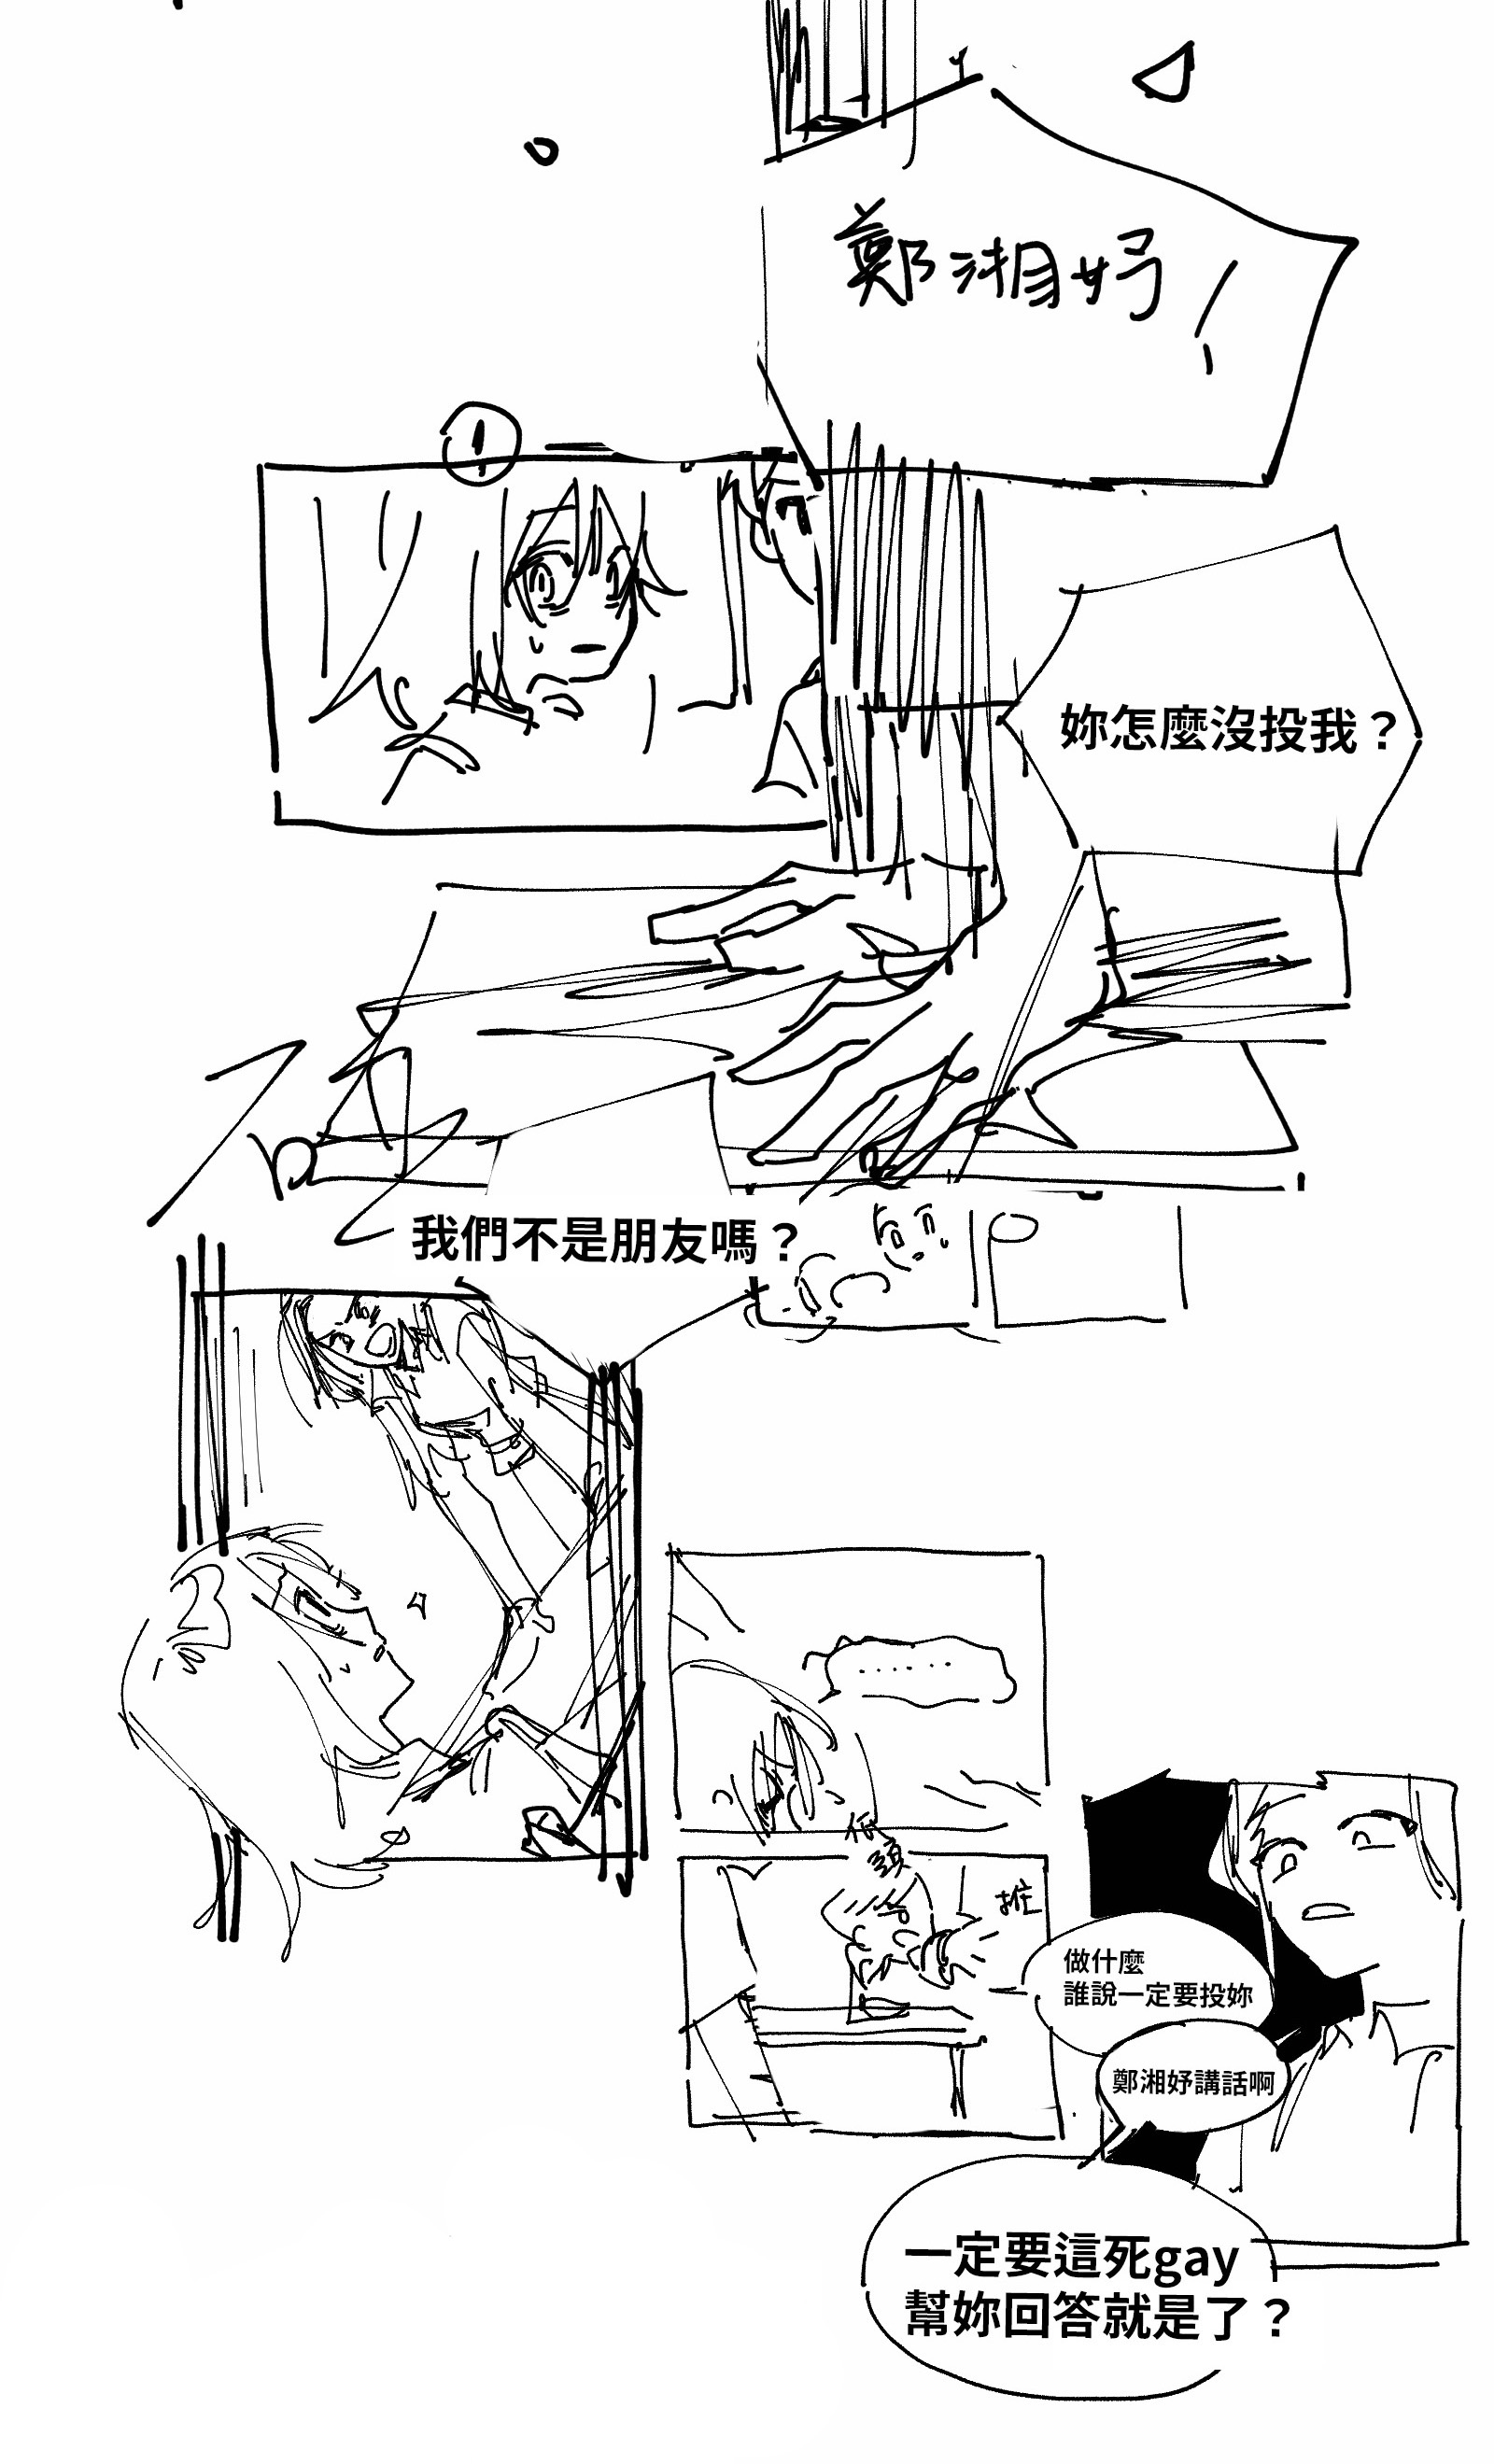 鄭湘妤！
妳怎麼沒投我？
我們不是朋友嗎？
……
低
頭
推
做什麼
誰說一定要投妳
鄭湘妤講話啊
一定要這死gay
幫妳回答就是了？